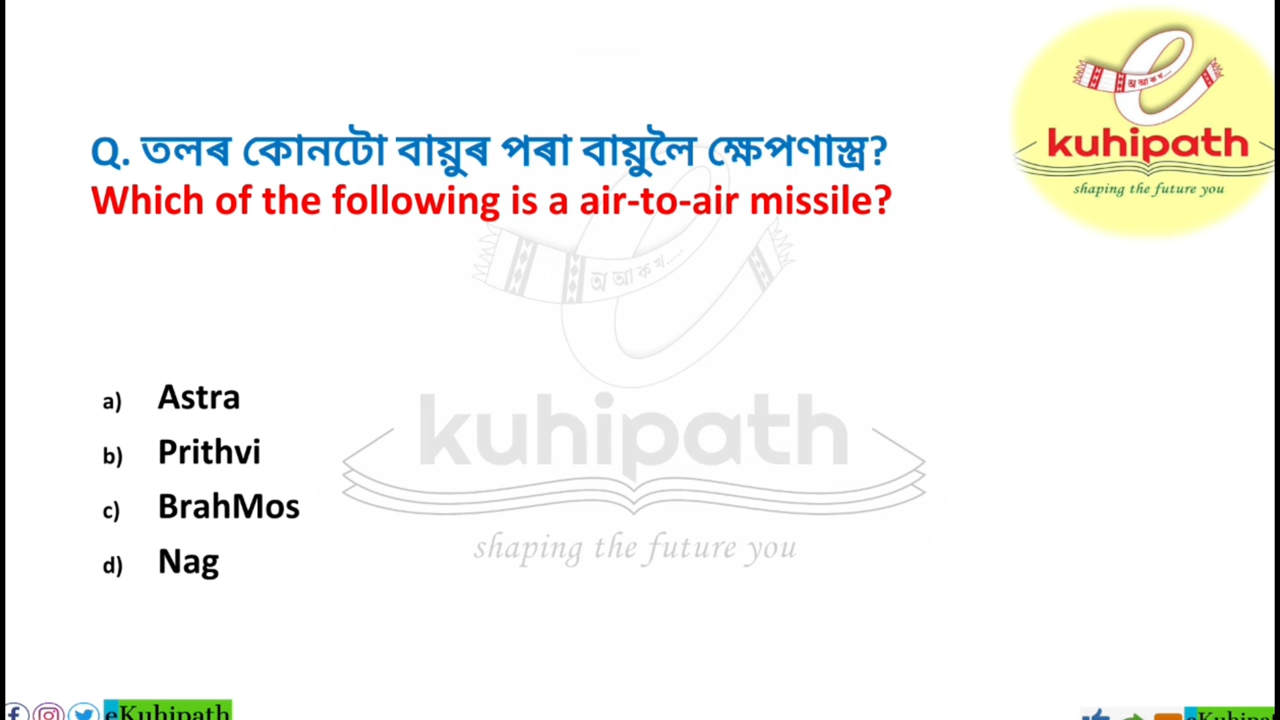 অ আ ক খ....
kuhipath
shaping the future you
Q. তলৰ কোনটো বায়ুৰ পৰা বায়ুলৈ ক্ষেপণাস্ত্ৰ?
Which of the following is a air-to-air missile?
অ আ ক খ.....
a) Astra
b) Prithvi
c) BrahMos
d) Nag
kuhipath
shaping the future you
eKuhipath